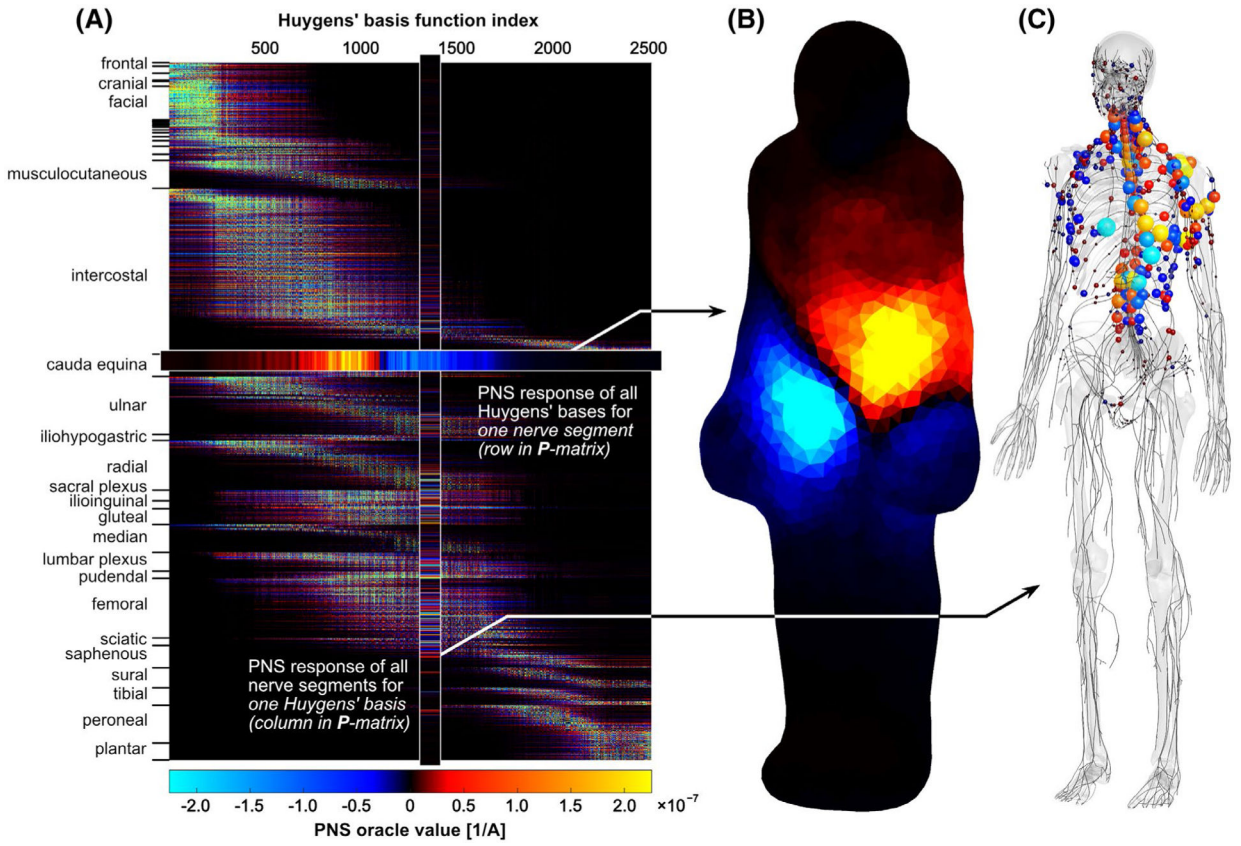 (A)
Huygens' basis function index
500 1000 1500 2000 2500
frontal
cranial
facial
musculocutaneous
intercostal
cauda equina
ulnar
iliohypogastric
radial
sacral plexus
ilioinguinal
gluteal
median
lumbar plexus
pudendal
femoral
sciatic
saphenous
sural
tibial
peroneal
plantar
PNS response of all
Huygens' bases for
one nerve segment
(row in P-matrix)
PNS response of all
nerve segments for
one Huygens' basis
(column in P-matrix)
-2.0 -1.5 -1.0 -0.5 0 0.5 1.0 1.5 2.0 ×10⁻⁷
PNS oracle value [1/A]
(B)
(C)